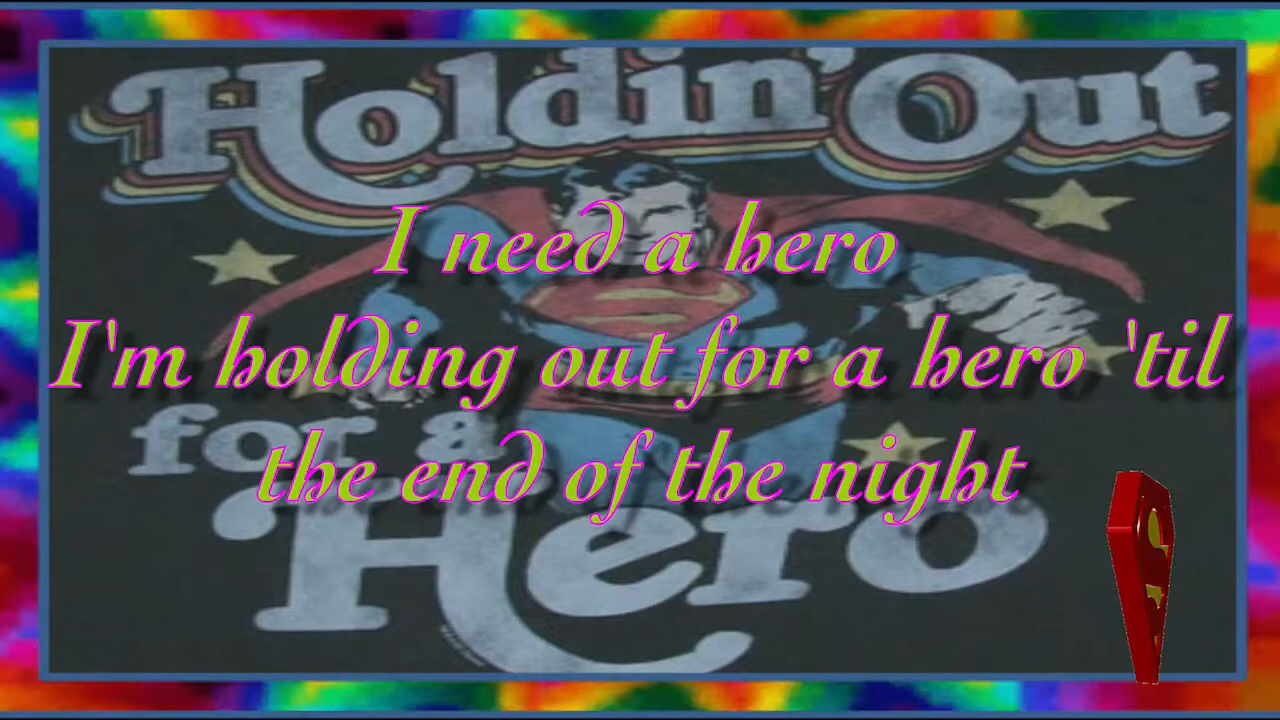 Holdin' Out
I need a hero
I'm holding out for a hero 'til
for a
the end of the night
Hero